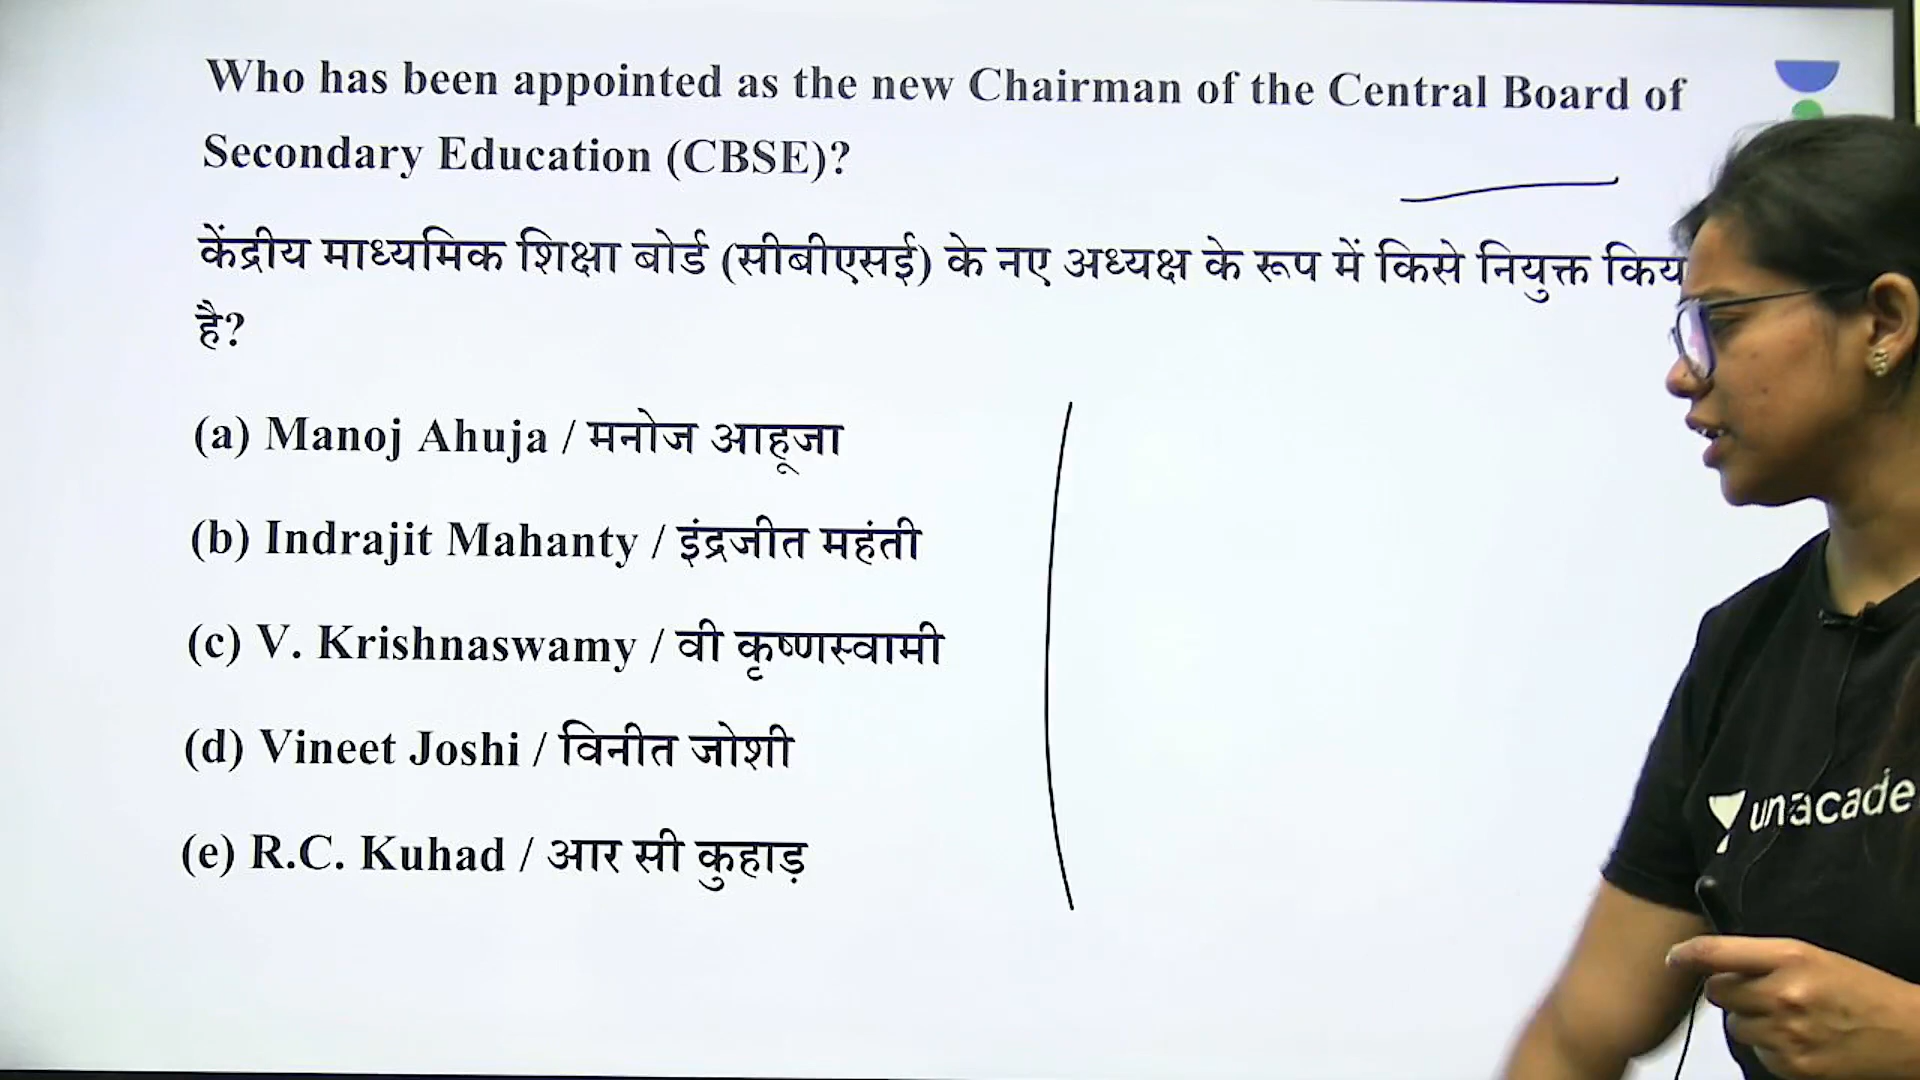 Who has been appointed as the new Chairman of the Central Board of
Secondary Education (CBSE)?
केंद्रीय माध्यमिक शिक्षा बोर्ड (सीबीएसई) के नए अध्यक्ष के रूप में किसे नियुक्त किय
है?
(a) Manoj Ahuja / मनोज आहूजा
(b) Indrajit Mahanty / इंद्रजीत महंती
(c) V. Krishnaswamy / वी कृष्णस्वामी
(d) Vineet Joshi / विनीत जोशी
(e) R.C. Kuhad / आर सी कुहाड़
unacade